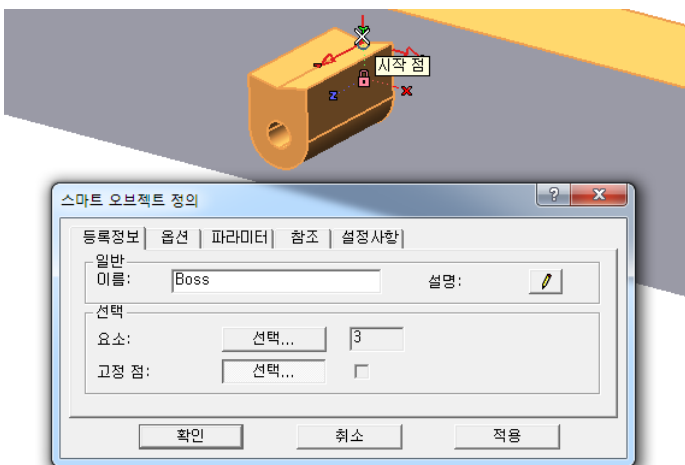 시작 점
z
x
스마트 오브젝트 정의
등록정보 옵션 파라미터 참조 설정사항
일반
이름: Boss 설명:
선택
요소: 선택... 3
고정 점: 선택...
확인 취소 적용